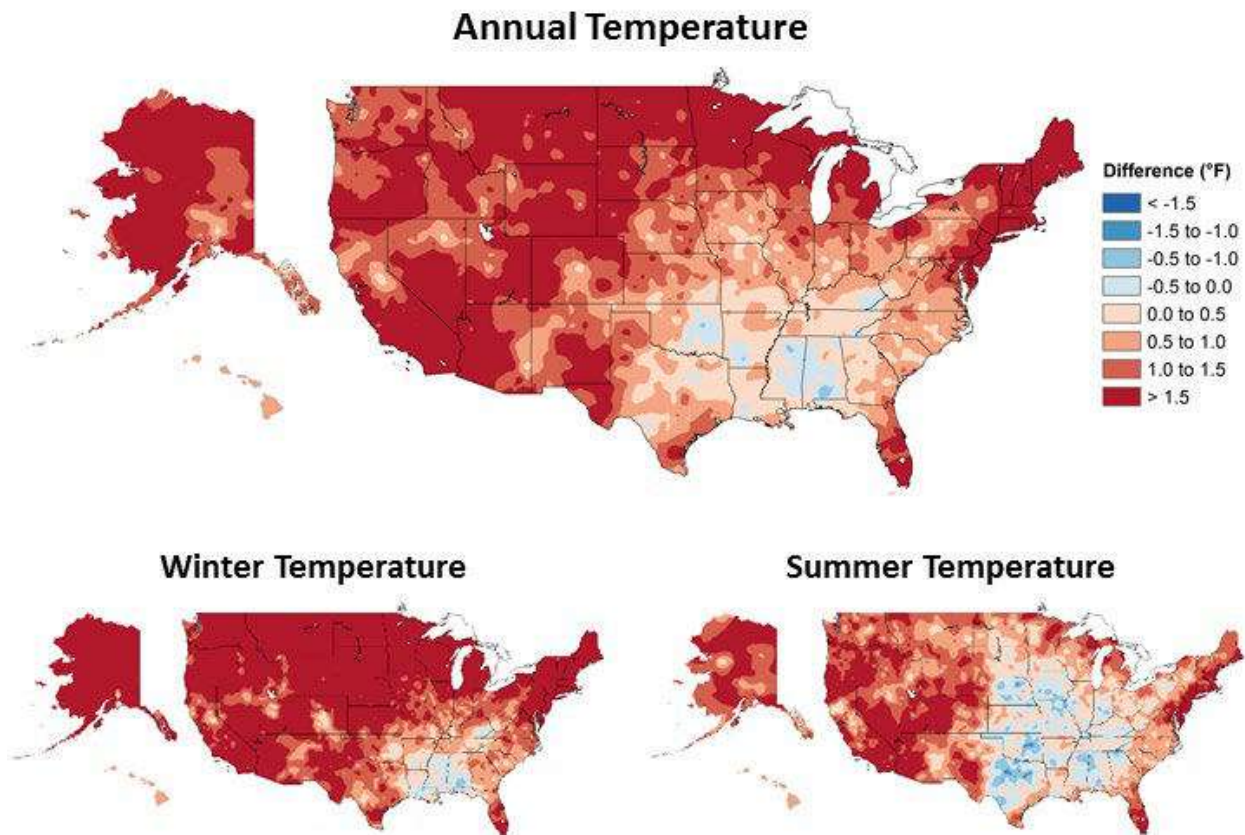 Annual Temperature
Difference (°F)
< -1.5
-1.5 to -1.0
-0.5 to -1.0
-0.5 to 0.0
0.0 to 0.5
0.5 to 1.0
1.0 to 1.5
> 1.5
Winter Temperature
Summer Temperature